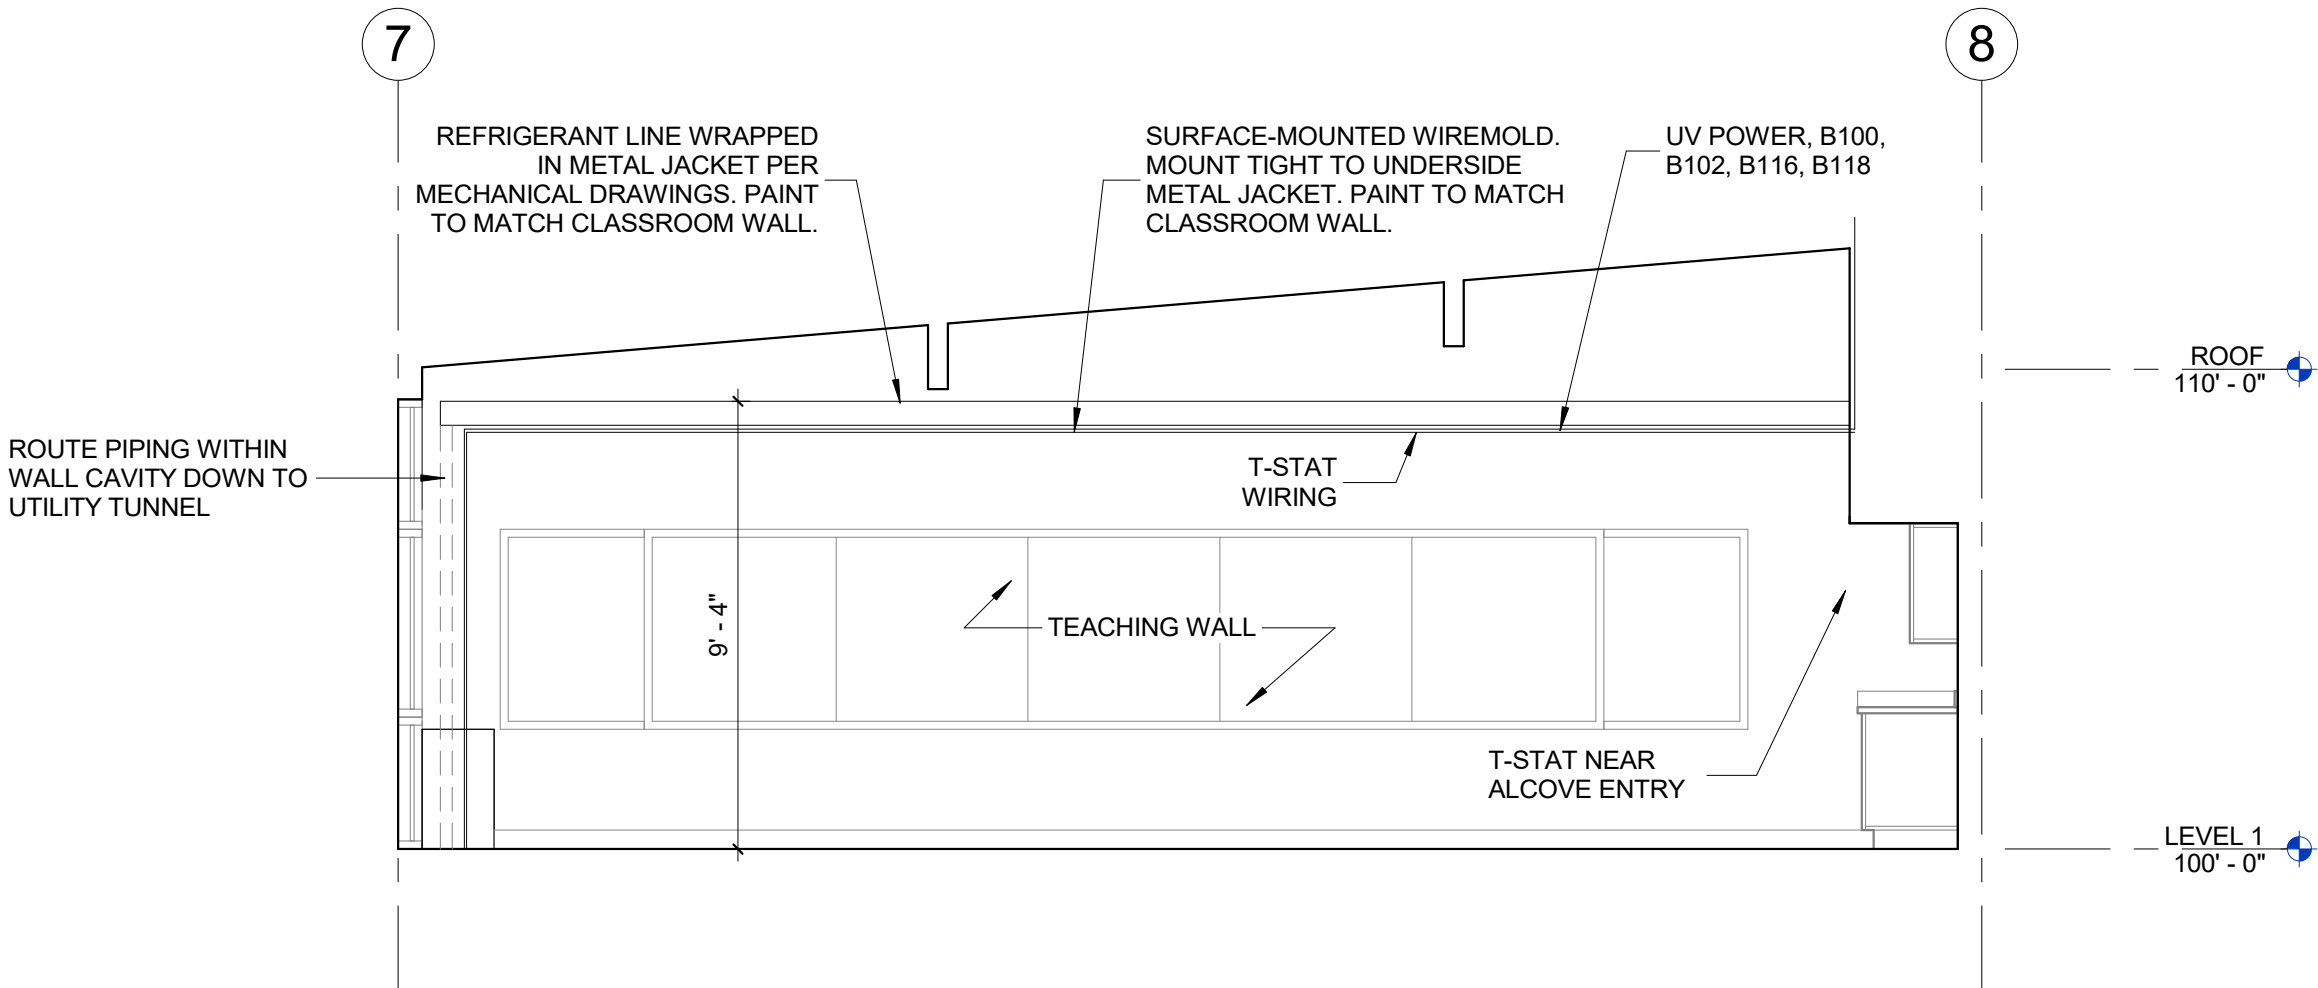 7
8
REFRIGERANT LINE WRAPPED
IN METAL JACKET PER
MECHANICAL DRAWINGS. PAINT
TO MATCH CLASSROOM WALL.
SURFACE-MOUNTED WIREMOLD.
MOUNT TIGHT TO UNDERSIDE
METAL JACKET. PAINT TO MATCH
CLASSROOM WALL.
UV POWER, B100,
B102, B116, B118
ROOF
110' - 0"
ROUTE PIPING WITHIN
WALL CAVITY DOWN TO
UTILITY TUNNEL
T-STAT
WIRING
9' - 4"
TEACHING WALL
T-STAT NEAR
ALCOVE ENTRY
LEVEL 1
100' - 0"